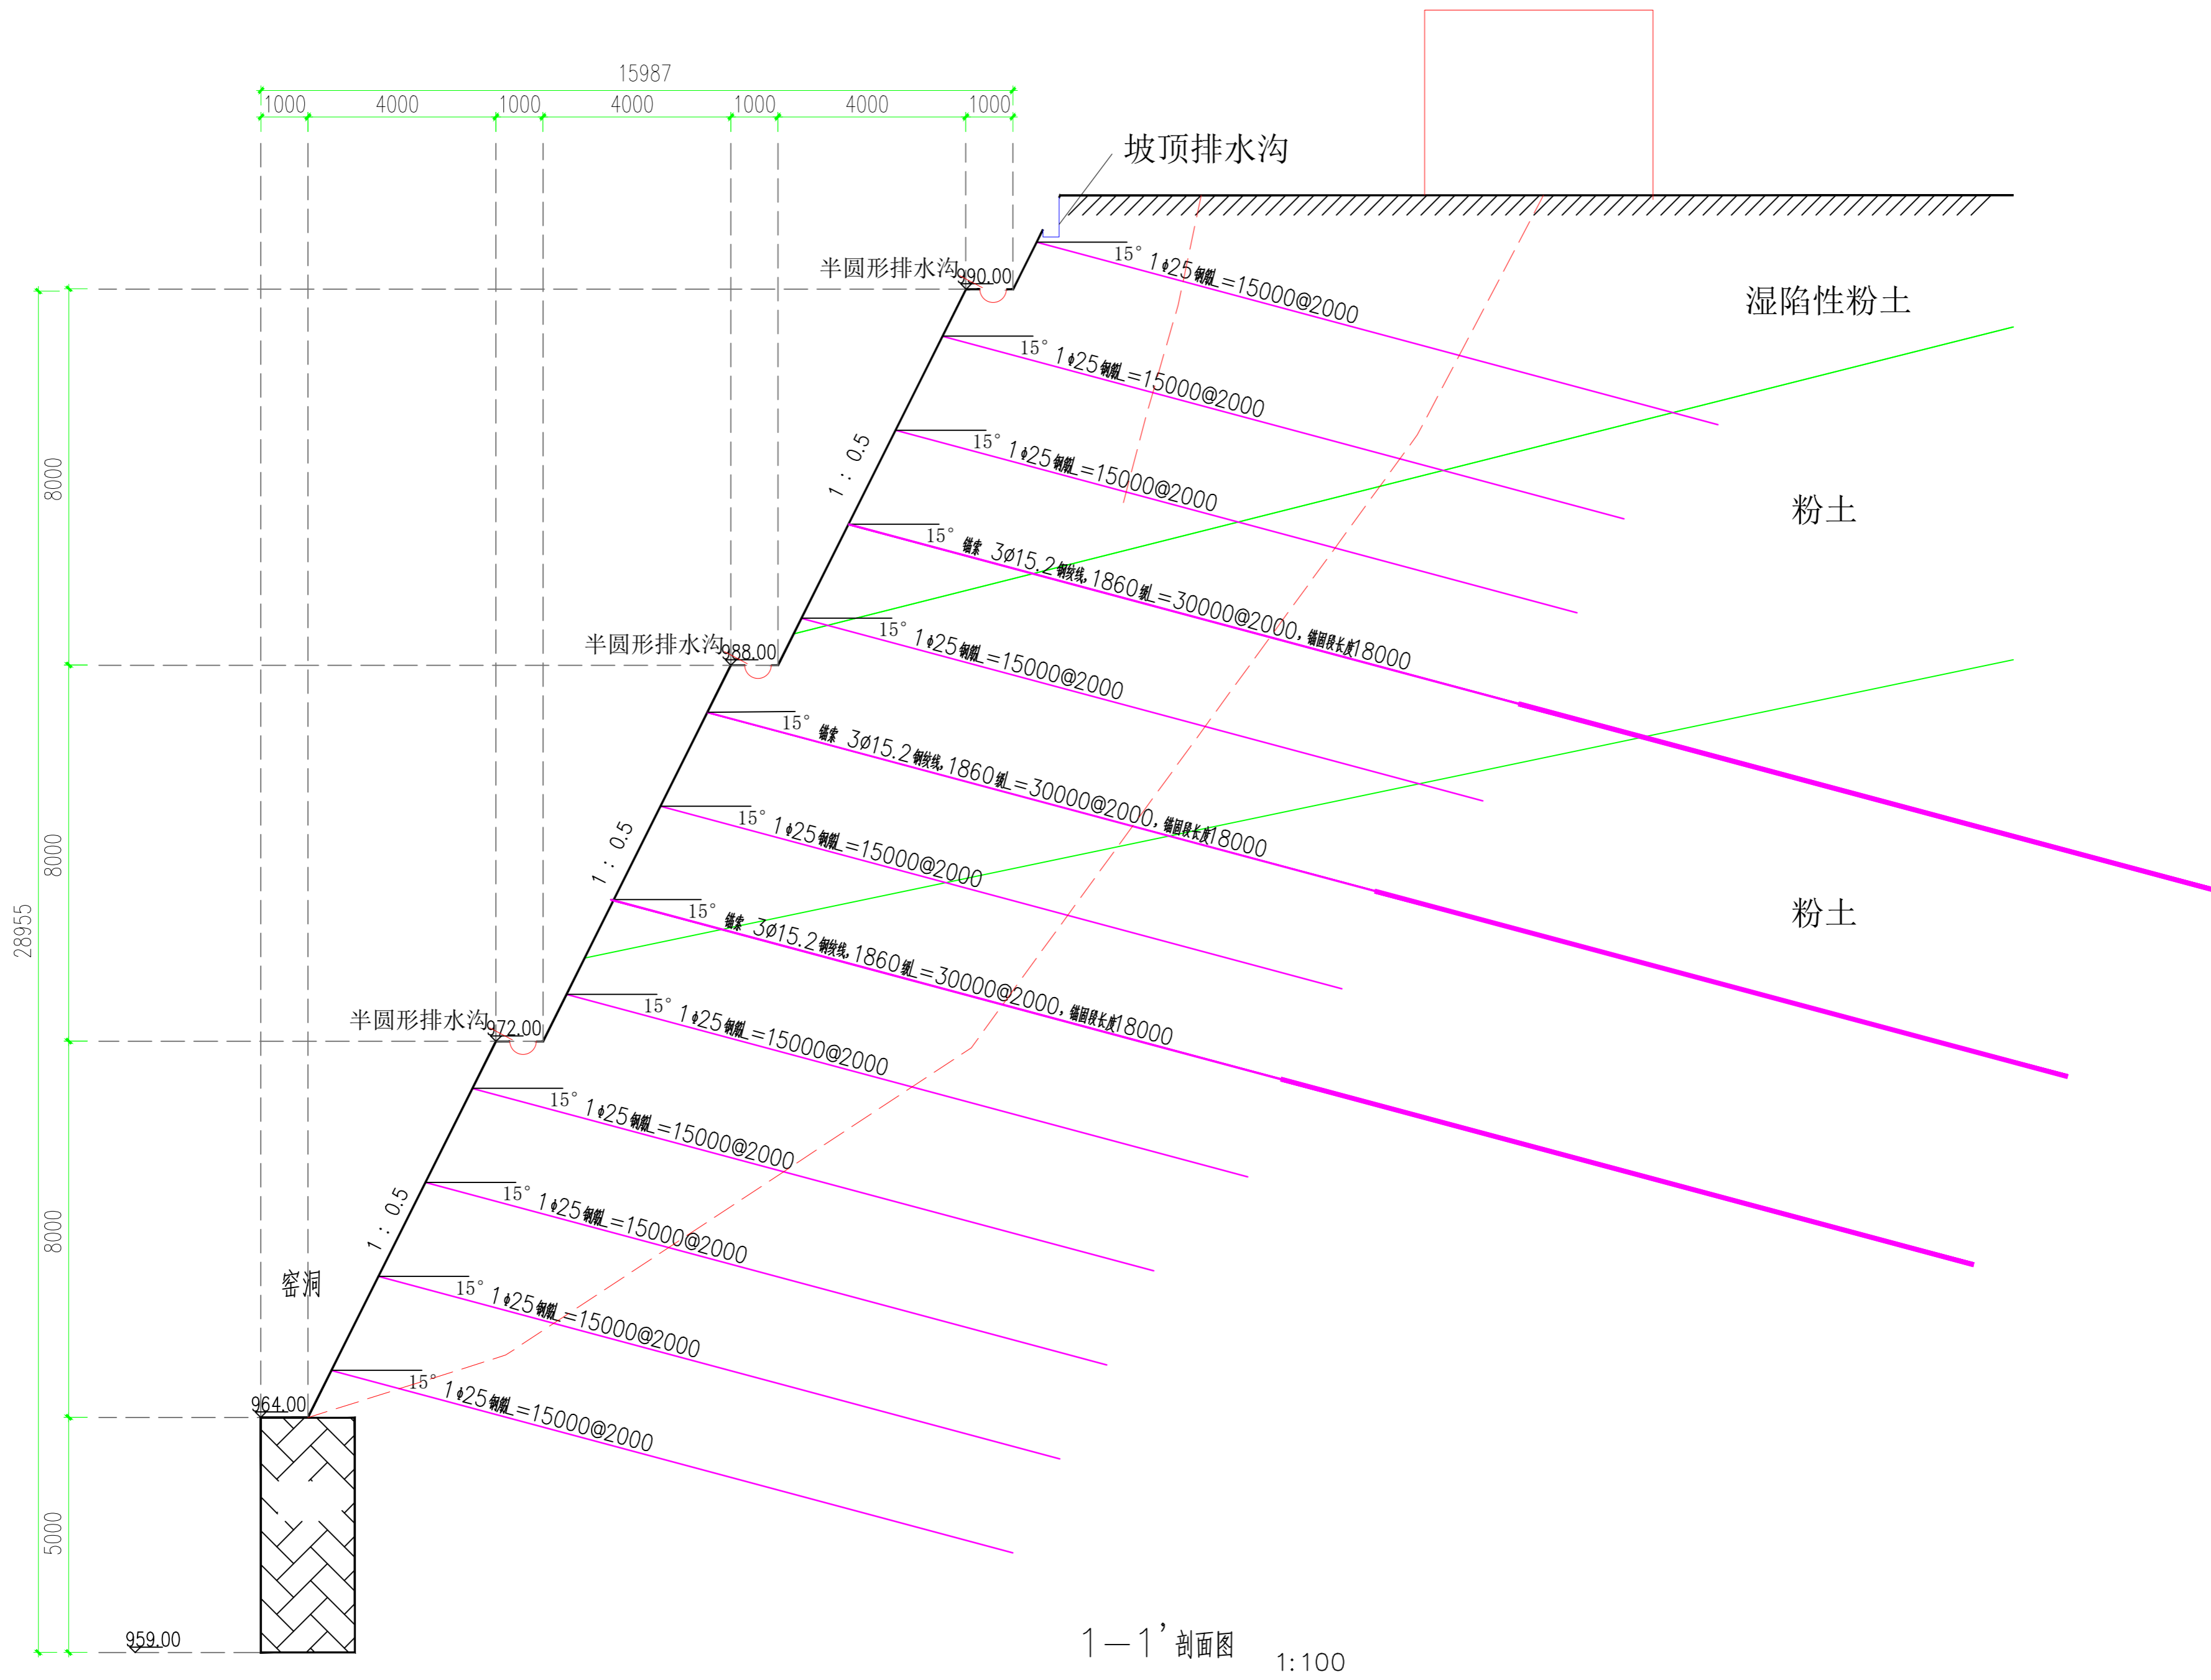 15987
1000 4000 1000 4000 1000 4000 1000
坡顶排水沟
半圆形排水沟 990.00
15° 1ϕ25钢筋L=15000@2000
湿陷性粉土
15° 1ϕ25钢筋L=15000@2000
1: 0.5
15° 1ϕ25钢筋L=15000@2000
8000
粉土
15° 锚索 3ø15.2钢绞线,1860级L=30000@2000,锚固段长度18000
半圆形排水沟 988.00
15° 1ϕ25钢筋L=15000@2000
15° 锚索 3ø15.2钢绞线,1860级L=30000@2000,锚固段长度18000
1: 0.5
15° 1ϕ25钢筋L=15000@2000
8000
28955
粉土
15° 锚索 3ø15.2钢绞线,1860级L=30000@2000,锚固段长度18000
半圆形排水沟 972.00
15° 1ϕ25钢筋L=15000@2000
15° 1ϕ25钢筋L=15000@2000
1: 0.5
15° 1ϕ25钢筋L=15000@2000
8000
窑洞
15° 1ϕ25钢筋L=15000@2000
964.00
15° 1ϕ25钢筋L=15000@2000
5000
959.00
1—1’剖面图 1:100